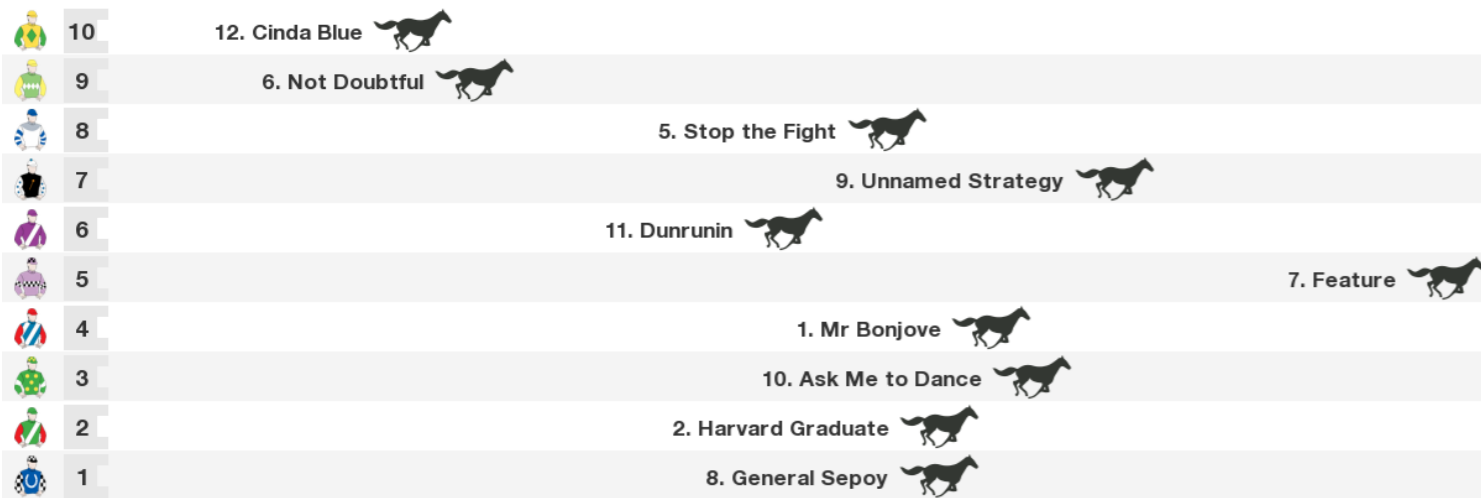 10 12. Cinda Blue
9 6. Not Doubtful
8 5. Stop the Fight
7 9. Unnamed Strategy
6 11. Dunrunin
5 7. Feature
4 1. Mr Bonjove
3 10. Ask Me to Dance
2 2. Harvard Graduate
1 8. General Sepoy